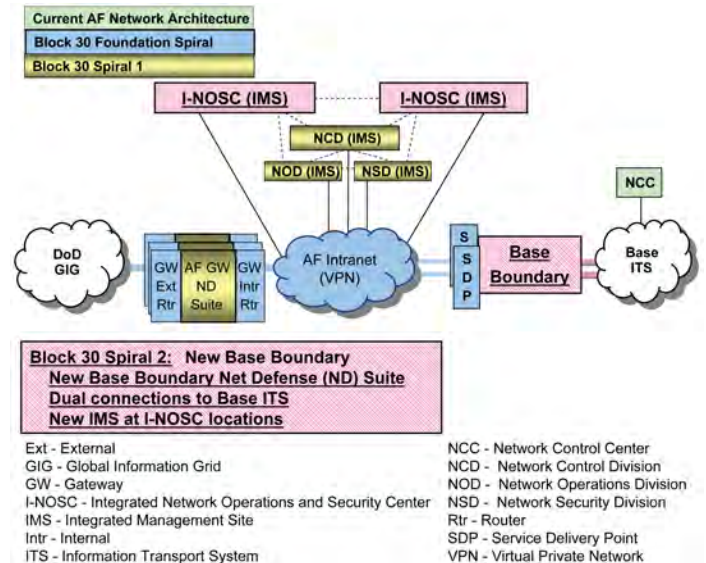 Current AF Network Architecture
Block 30 Foundation Spiral
Block 30 Spiral 1
I-NOSC (IMS)
I-NOSC (IMS)
NCD (IMS)
NOD (IMS)
NSD (IMS)
NCC
DoD
GIG
GW
Ext
Rtr
AF GW
ND
Suite
GW
Intr
Rtr
AF Intranet
(VPN)
S
S
D
P
Base
Boundary
Base
ITS
Block 30 Spiral 2: New Base Boundary
New Base Boundary Net Defense (ND) Suite
Dual connections to Base ITS
New IMS at I-NOSC locations
Ext - External
GIG - Global Information Grid
GW - Gateway
I-NOSC - Integrated Network Operations and Security Center
IMS - Integrated Management Site
Intr - Internal
ITS - Information Transport System
NCC - Network Control Center
NCD - Network Control Division
NOD - Network Operations Division
NSD - Network Security Division
Rtr - Router
SDP - Service Delivery Point
VPN - Virtual Private Network